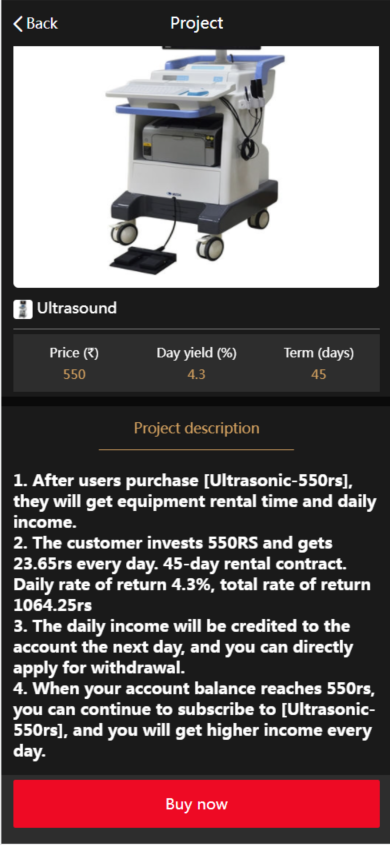 Back
Project
Ultrasound
Price (₹) Day yield (%) Term (days)
550 4.3 45
Project description
1. After users purchase [Ultrasonic-550rs],
they will get equipment rental time and daily
income.
2. The customer invests 550RS and gets
23.65rs every day. 45-day rental contract.
Daily rate of return 4.3%, total rate of return
1064.25rs
3. The daily income will be credited to the
account the next day, and you can directly
apply for withdrawal.
4. When your account balance reaches 550rs,
you can continue to subscribe to [Ultrasonic-
550rs], and you will get higher income every
day.
Buy now